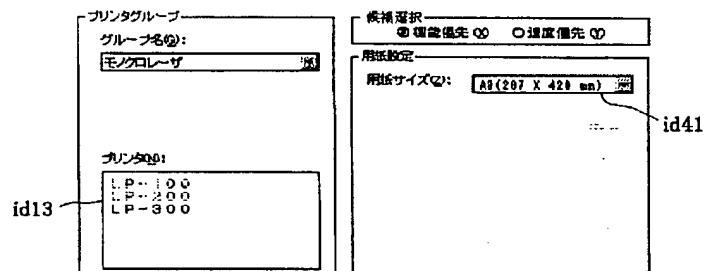 プリンタグループ
グループ名(G):
モノクロレーザ
プリンタ(N):
LP-100
LP-200
LP-300
id13
候補選択
機能優先(X) 速度優先(Y)
用紙設定
用紙サイズ(Z):
A3(297 X 420 mm)
id41